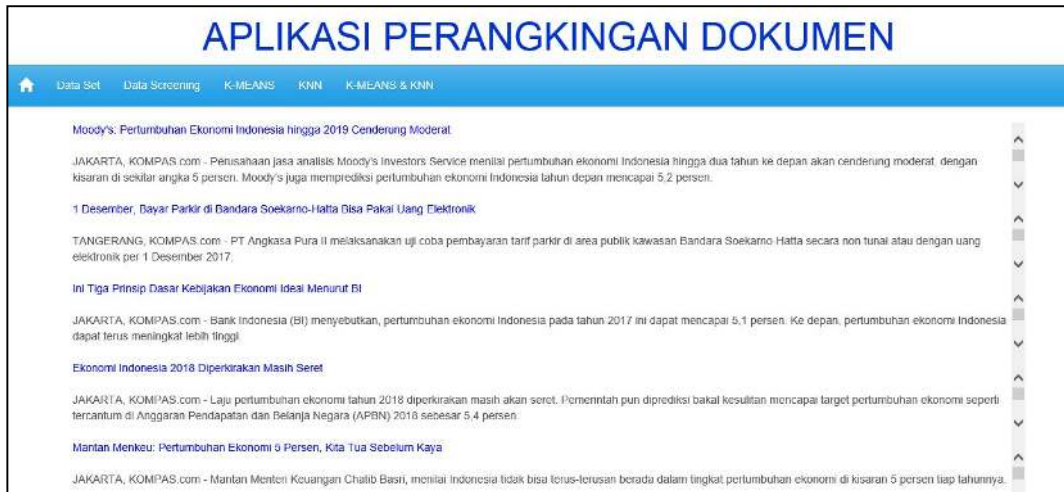 APLIKASI PERANGKINGAN DOKUMEN
Data Set Data Screening K-MEANS KNN K-MEANS & KNN
Moody's: Pertumbuhan Ekonomi Indonesia hingga 2019 Cenderung Moderat
JAKARTA, KOMPAS.com - Perusahaan jasa analisis Moody's Investors Service menilai pertumbuhan ekonomi Indonesia hingga dua tahun ke depan akan cenderung moderat, dengan
kisaran di sekitar angka 5 persen. Moody's juga memprediksi pertumbuhan ekonomi Indonesia tahun depan mencapai 5,2 persen.
1 Desember, Bayar Parkir di Bandara Soekarno-Hatta Bisa Pakai Uang Elektronik
TANGERANG, KOMPAS.com - PT Angkasa Pura II melaksanakan uji coba pembayaran tarif parkir di area publik kawasan Bandara Soekarno-Hatta secara non tunai atau dengan uang
elektronik per 1 Desember 2017.
Ini Tiga Prinsip Dasar Kebijakan Ekonomi Ideal Menurut BI
JAKARTA, KOMPAS.com - Bank Indonesia (BI) menyebutkan, pertumbuhan ekonomi Indonesia pada tahun 2017 ini dapat mencapai 5,1 persen. Ke depan, pertumbuhan ekonomi Indonesia
dapat terus meningkat lebih tinggi.
Ekonomi Indonesia 2018 Diperkirakan Masih Seret
JAKARTA, KOMPAS.com - Laju pertumbuhan ekonomi tahun 2018 diperkirakan masih akan seret. Pemerintah pun diprediksi bakal kesulitan mencapai target pertumbuhan ekonomi seperti
tercantum di Anggaran Pendapatan dan Belanja Negara (APBN) 2018 sebesar 5,4 persen.
Mantan Menkeu: Pertumbuhan Ekonomi 5 Persen, Kita Tua Sebelum Kaya
JAKARTA, KOMPAS.com - Mantan Menteri Keuangan Chatib Basri, menilai Indonesia tidak bisa terus-terusan berada dalam tingkat pertumbuhan ekonomi di kisaran 5 persen tiap tahunnya.